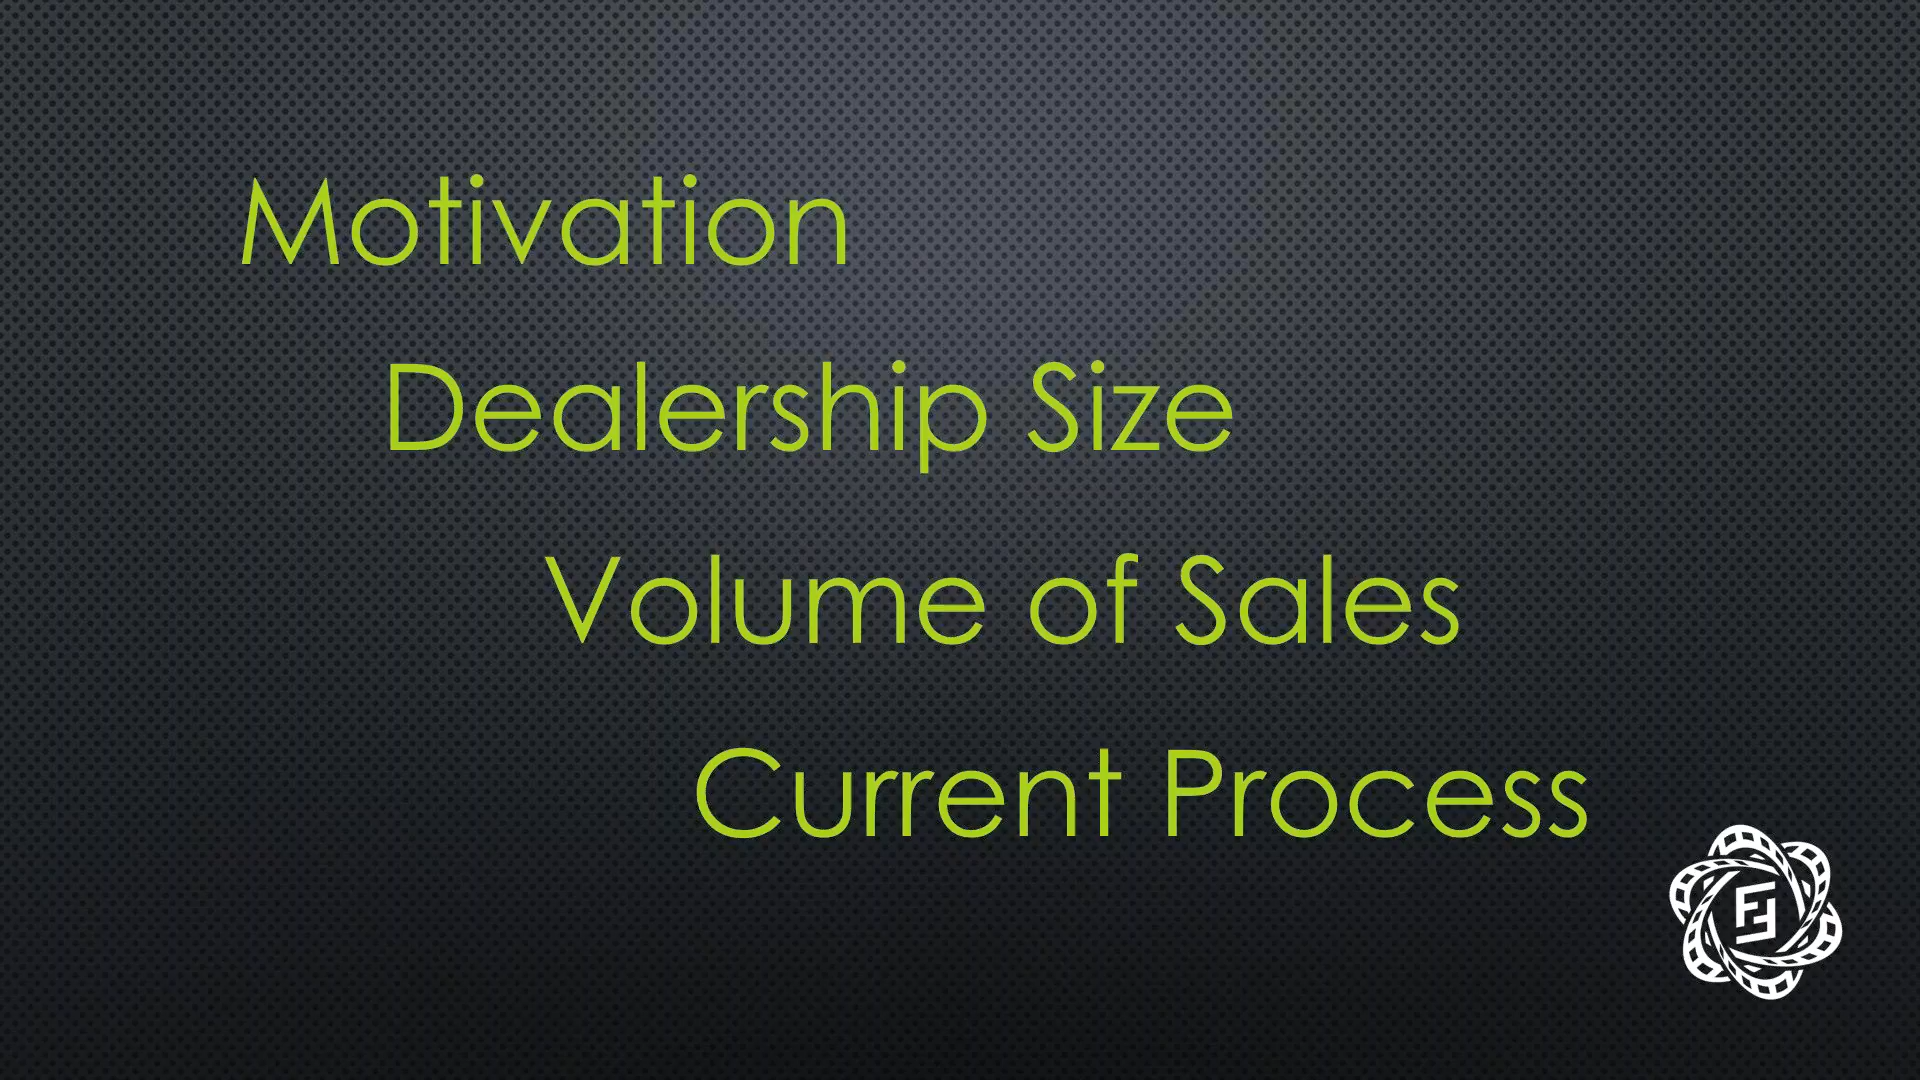 Motivation
Dealership Size
Volume of Sales
Current Process